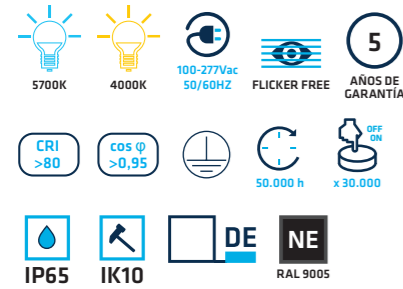 5700K
4000K
100-277Vac
50/60HZ
FLICKER FREE
5
AÑOS DE
GARANTÍA
CRI
>80
cos φ
>0,95
50.000 h
OFF
ON
x 30.000
IP65
IK10
DE
NE
RAL 9005